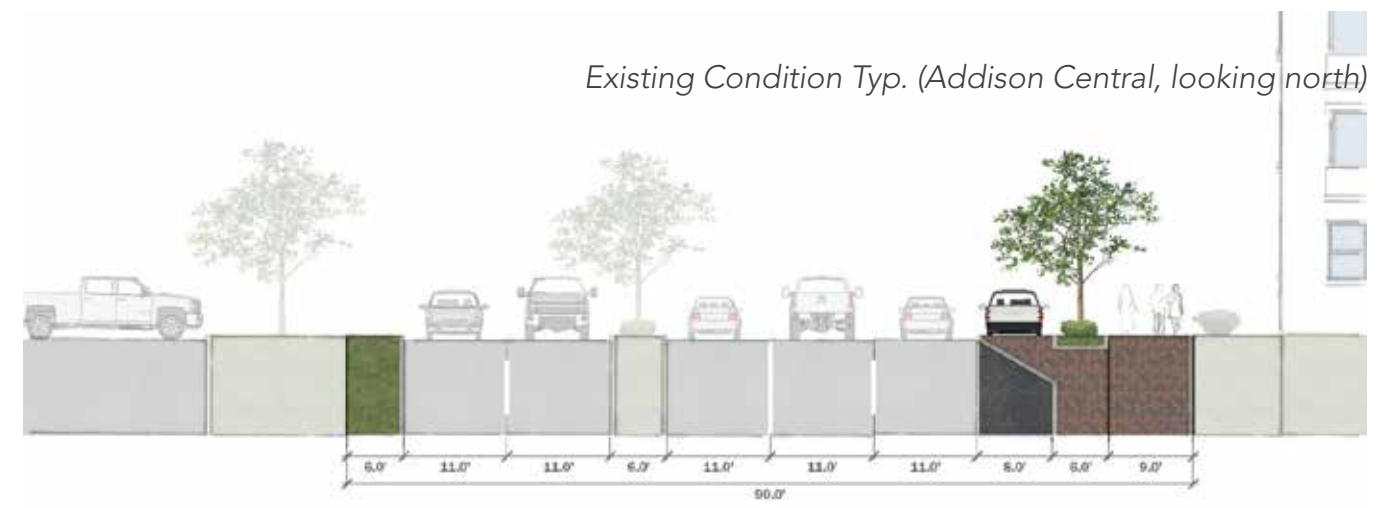 Existing Condition Typ. (Addison Central, looking north)
6.0' 11.0' 11.0' 6.0' 11.0' 11.0' 11.0' 8.0' 6.0' 9.0'
90.0'